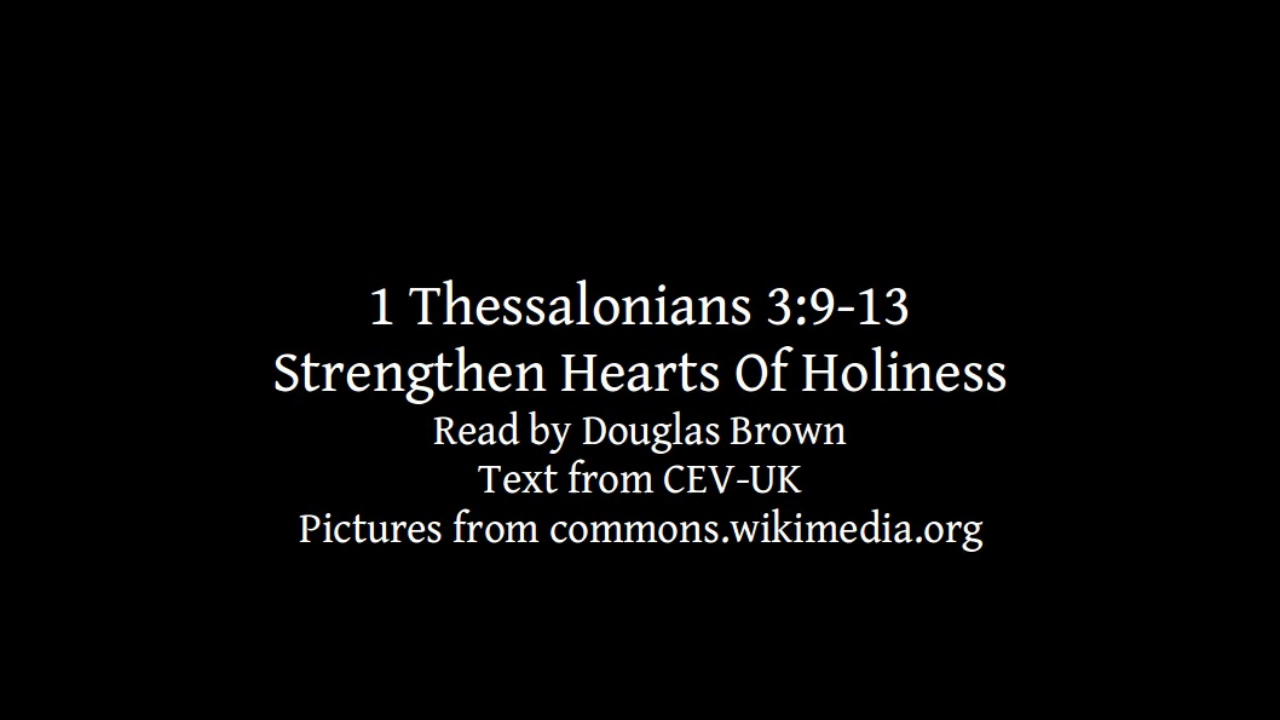 1 Thessalonians 3:9-13
Strengthen Hearts Of Holiness
Read by Douglas Brown
Text from CEV-UK
Pictures from commons.wikimedia.org